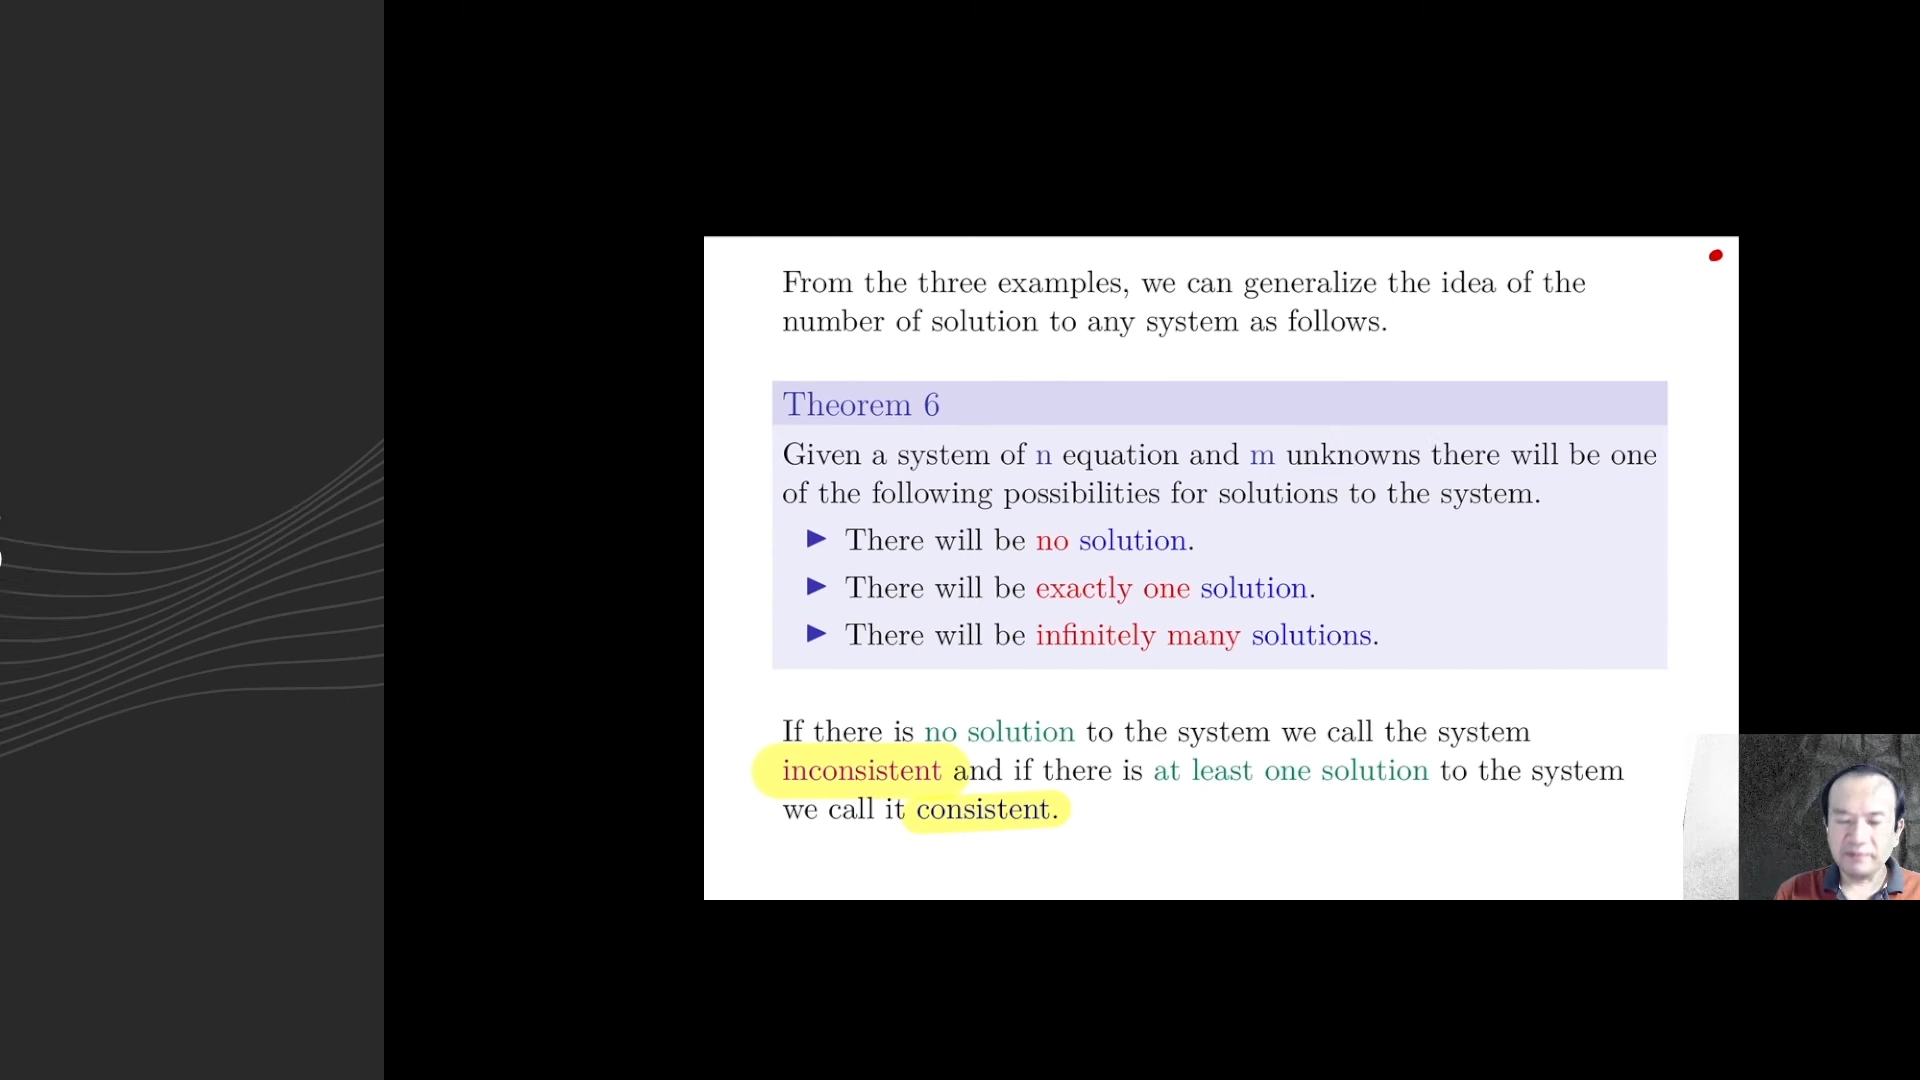 From the three examples, we can generalize the idea of the
number of solution to any system as follows.
Theorem 6
Given a system of n equation and m unknowns there will be one
of the following possibilities for solutions to the system.
▶ There will be no solution.
▶ There will be exactly one solution.
▶ There will be infinitely many solutions.
If there is no solution to the system we call the system
inconsistent and if there is at least one solution to the system
we call it consistent.